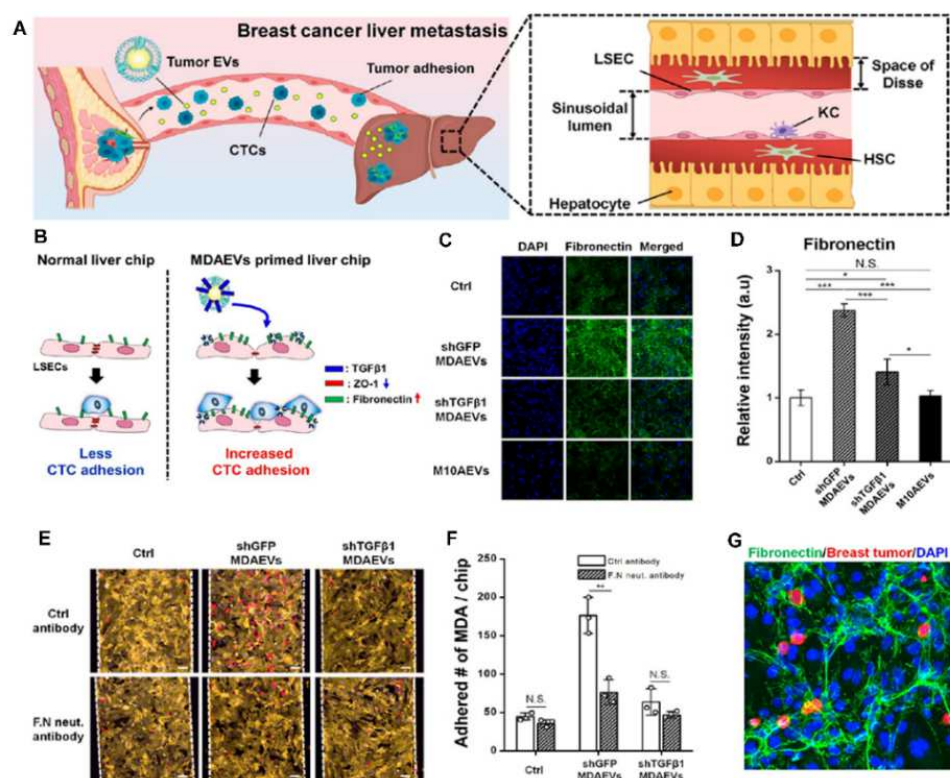 A
Breast cancer liver metastasis
Tumor EVs
Tumor adhesion
CTCs
LSEC
Sinusoidal
lumen
Space of
Disse
KC
HSC
Hepatocyte
B
Normal liver chip
MDAEVs primed liver chip
LSECs
: TGFβ1
: ZO-1
: Fibronectin
Less
CTC adhesion
Increased
CTC adhesion
C
DAPI Fibronectin Merged
Ctrl
shGFP
MDAEVs
shTGFβ1
MDAEVs
M10AEVs
D
Fibronectin
N.S.
*
*** ***
***
*
Relative intensity (a.u)
3
2
1
0
Ctrl
shGFP
MDAEVs
shTGFβ1
MDAEVs
M10AEVs
E
Ctrl
shGFP
MDAEVs
shTGFβ1
MDAEVs
Ctrl
antibody
F.N neut.
antibody
F
Adhered # of MDA / chip
250
200
150
100
50
0
Ctrl antibody
F.N neut. antibody
**
N.S.
N.S.
Ctrl
shGFP
MDAEVs
shTGFβ1
MDAEVs
G
Fibronectin/Breast tumor/DAPI